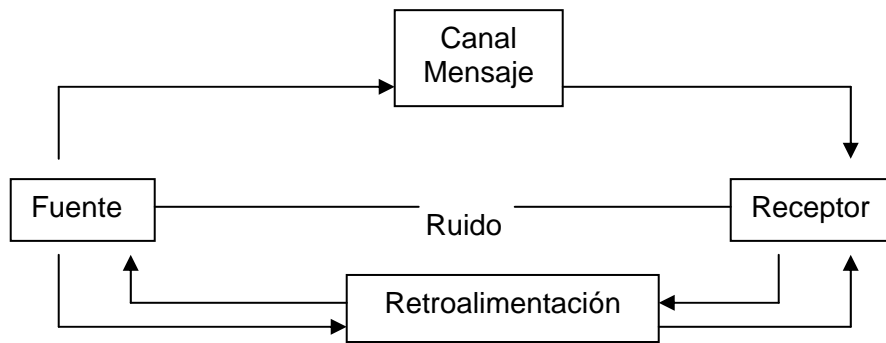 Canal
Mensaje
Fuente
Ruido
Receptor
Retroalimentación